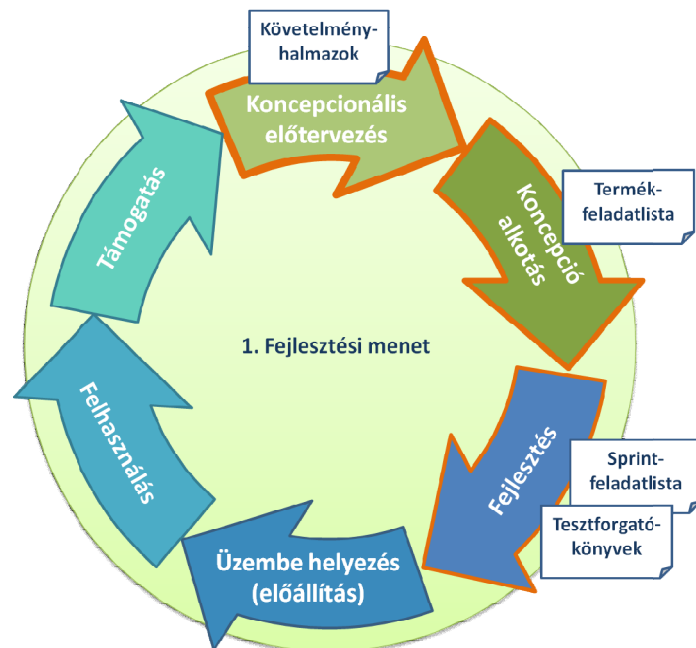 Követelmény-
halmazok
Koncepcionális
előtervezés
Koncepció
alkotás
Termék-
feladatlista
Támogatás
1. Fejlesztési menet
Felhasználás
Fejlesztés
Sprint-
feladatlista
Tesztforgató-
könyvek
Üzembe helyezés
(előállítás)